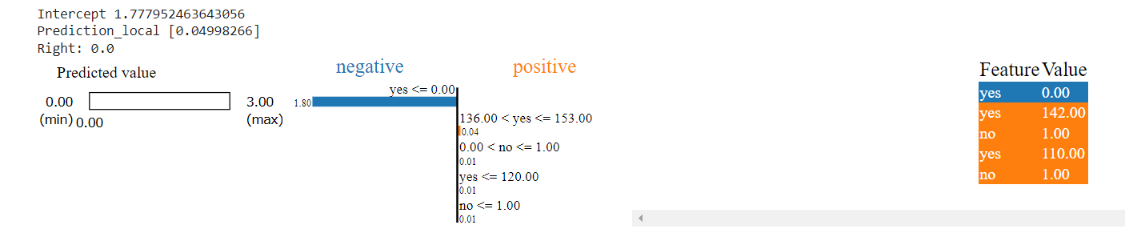 Intercept 1.777952463643056
Prediction_local [0.04998266]
Right: 0.0
Predicted value
0.00
(min)
0.00
3.00
(max)
negative
positive
yes <= 0.00
1.80
136.00 < yes <= 153.00
0.04
0.00 < no <= 1.00
0.01
yes <= 120.00
0.01
no <= 1.00
0.01
Feature Value
yes 0.00
yes 142.00
no 1.00
yes 110.00
no 1.00